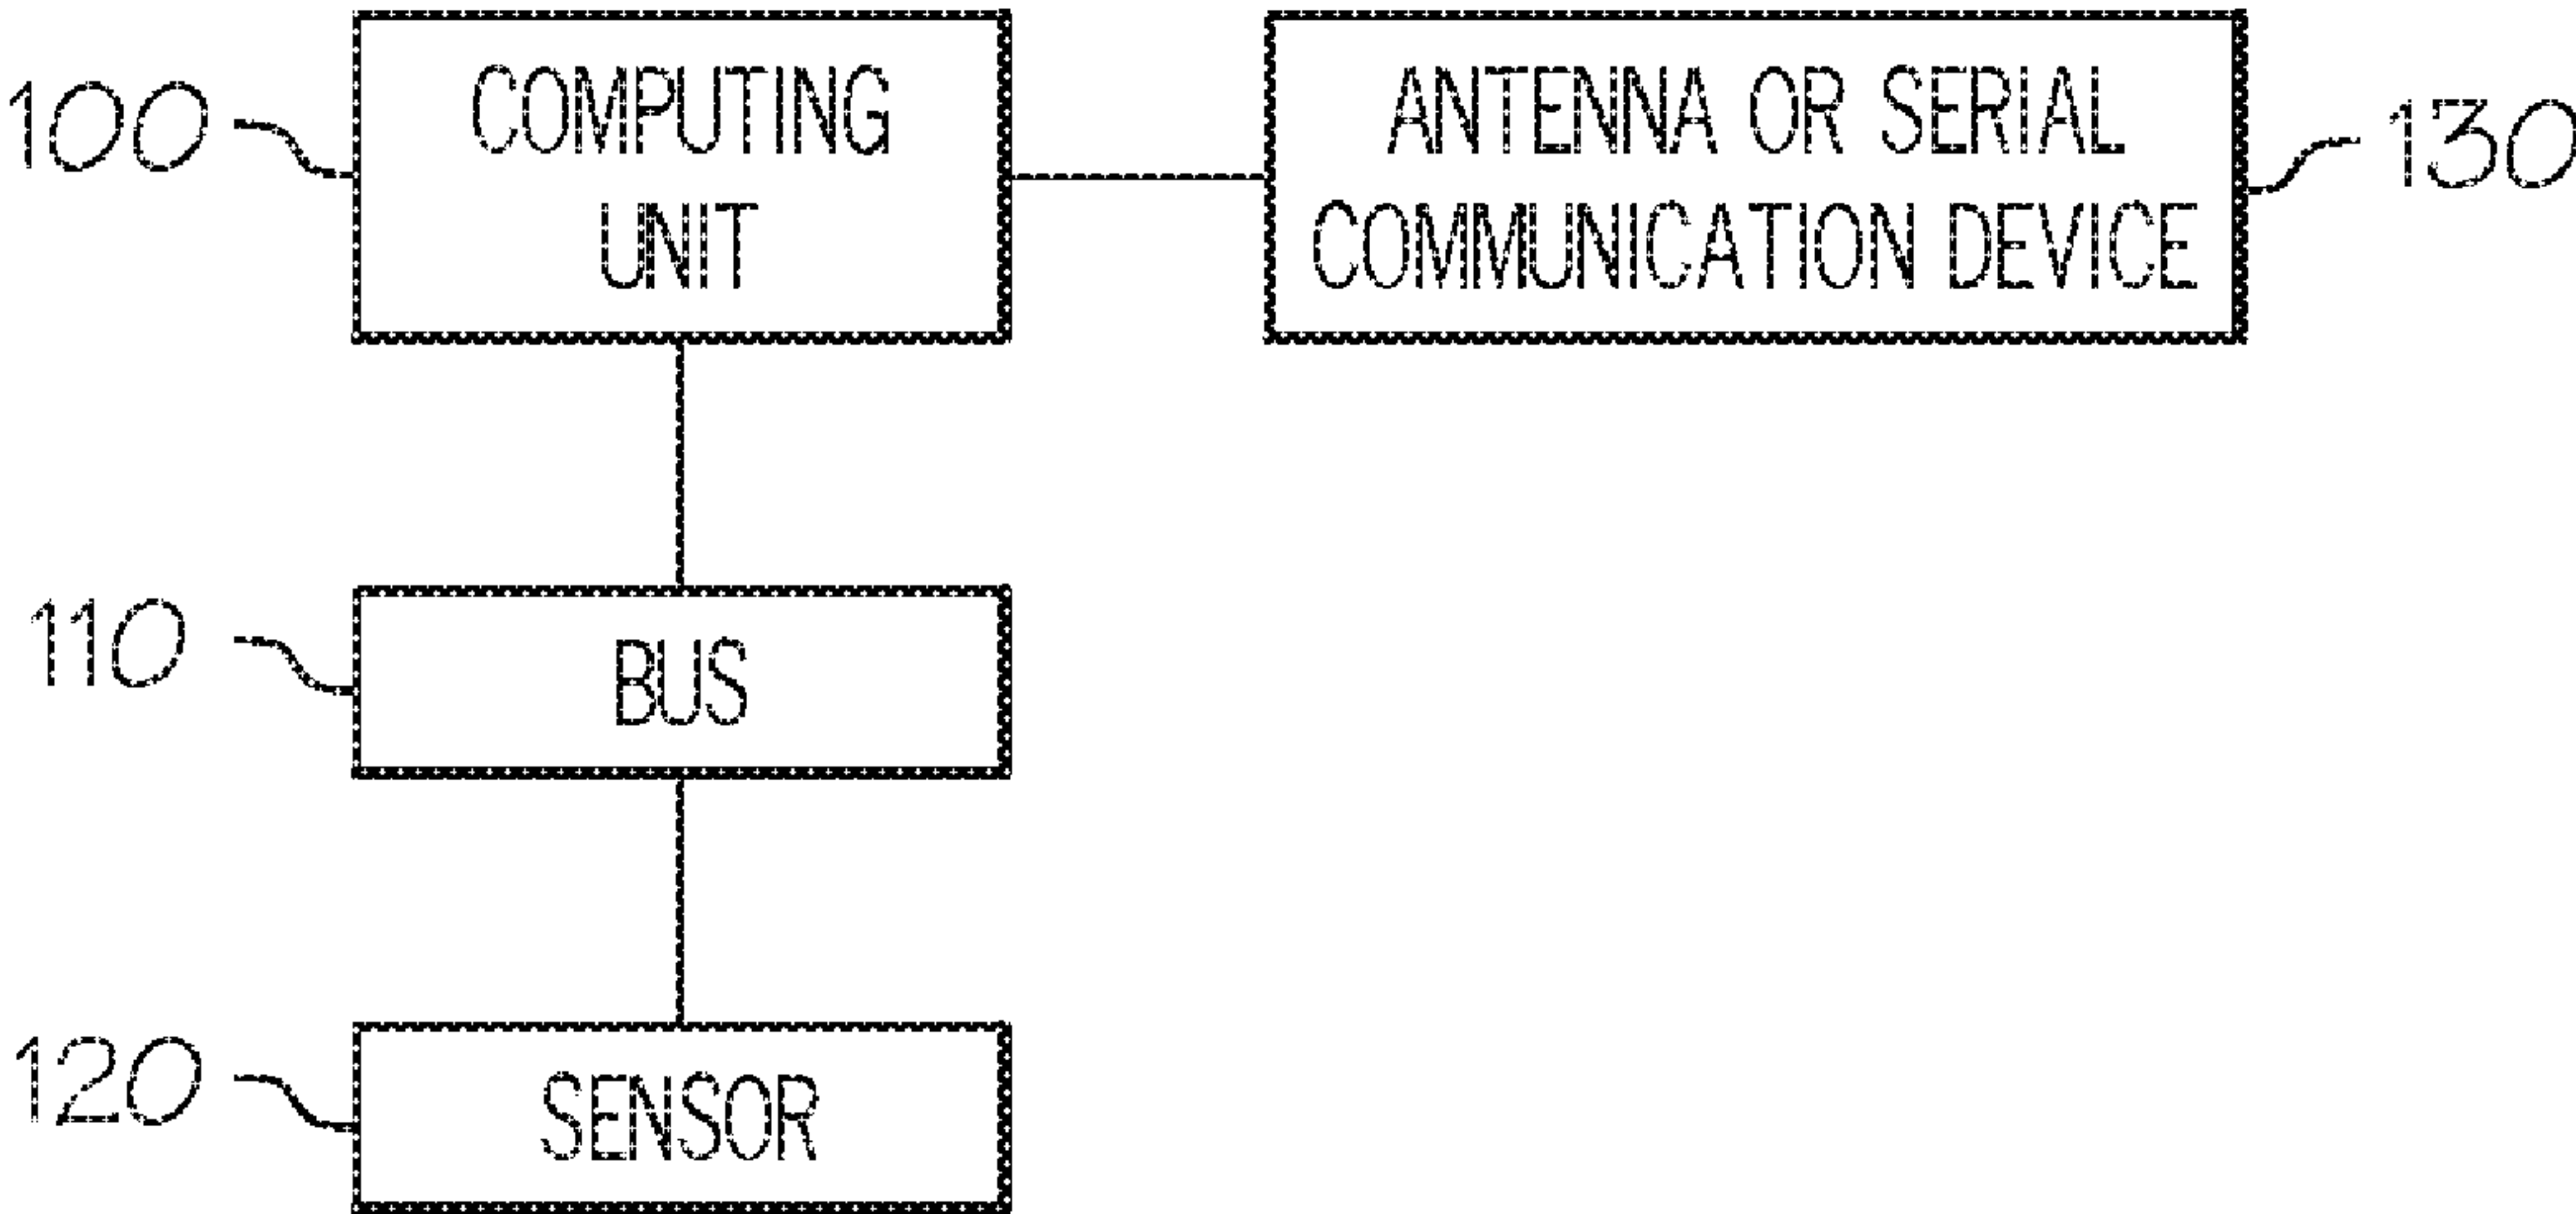 100
COMPUTING
UNIT
ANTENNA OR SERIAL
COMMUNICATION DEVICE
130
110
BUS
120
SENSOR